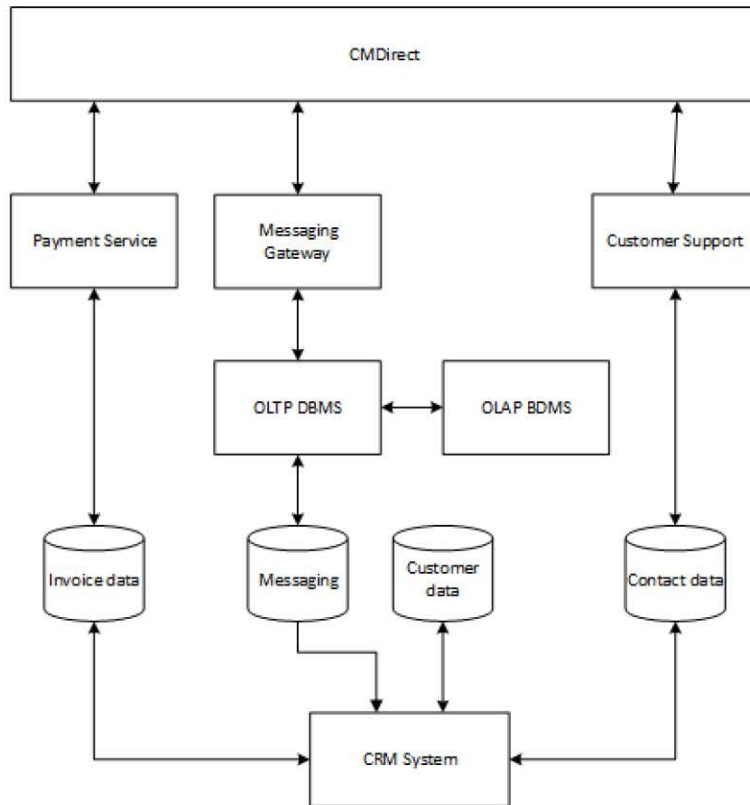 CMDirect
Payment Service
Messaging
Gateway
Customer Support
OLTP DBMS
OLAP BDMS
Invoice data
Messaging
Customer
data
Contact data
CRM System